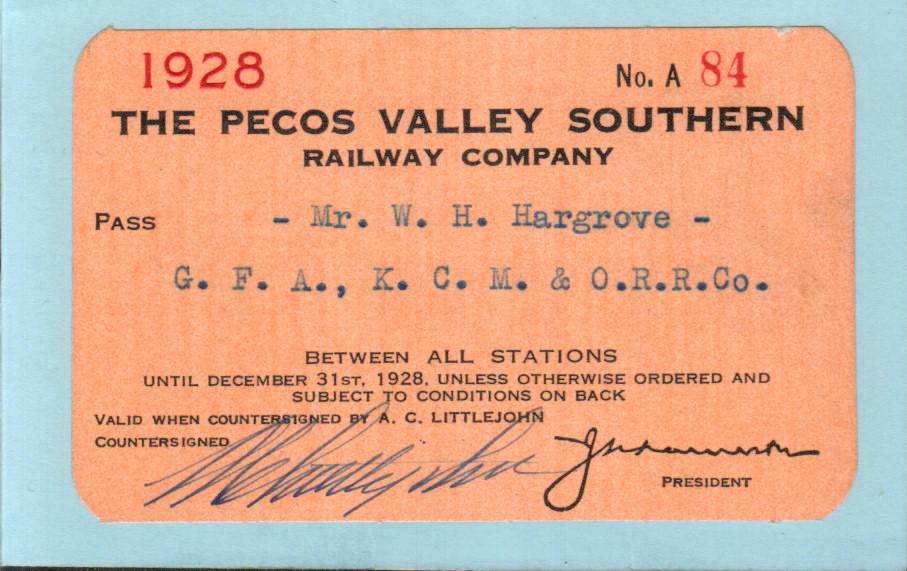 1928 No. A 84
THE PECOS VALLEY SOUTHERN
RAILWAY COMPANY
PASS - Mr. W. H. Hargrove -
G. F. A., K. C. M. & O.R.R.Co.
BETWEEN ALL STATIONS
UNTIL DECEMBER 31ST, 1928, UNLESS OTHERWISE ORDERED AND
SUBJECT TO CONDITIONS ON BACK
VALID WHEN COUNTERSIGNED BY A. C. LITTLEJOHN
COUNTERSIGNED
PRESIDENT